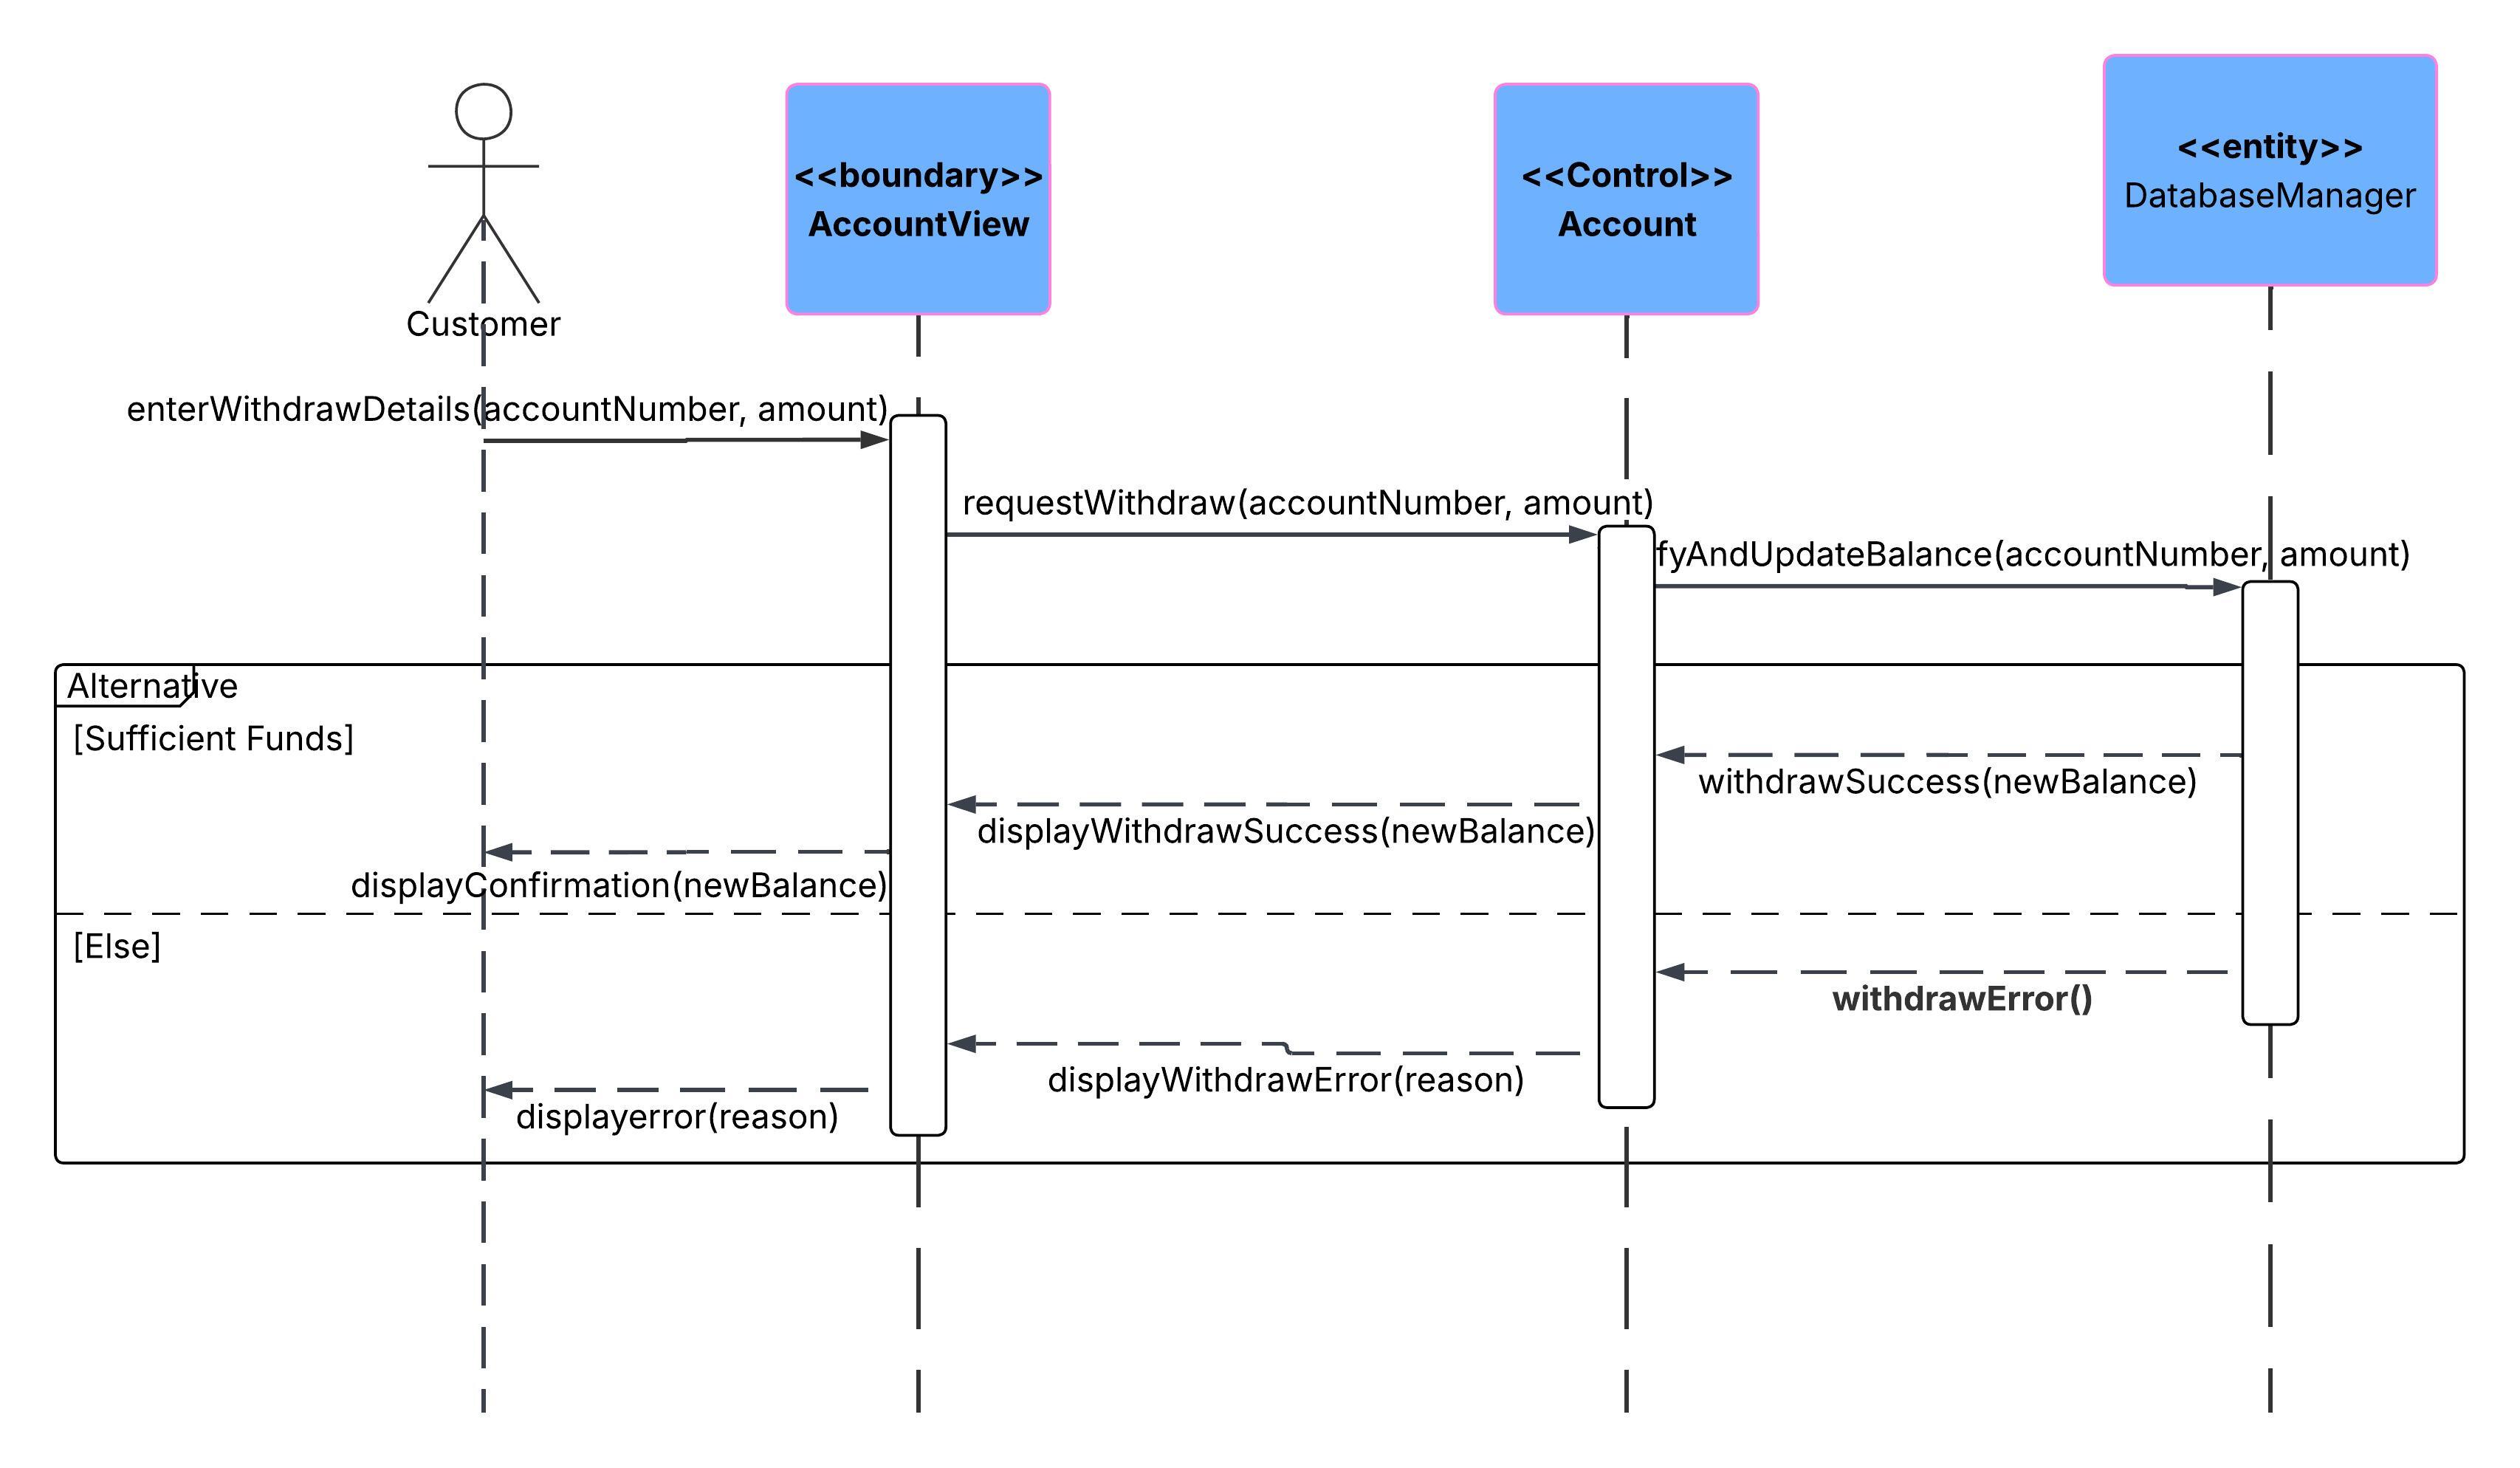 <<boundary>>
AccountView
<<Control>>
Account
<<entity>>
DatabaseManager
Customer
enterWithdrawDetails(accountNumber, amount)
requestWithdraw(accountNumber, amount)
fyAndUpdateBalance(accountNumber, amount)
Alternative
[Sufficient Funds]
withdrawSuccess(newBalance)
displayWithdrawSuccess(newBalance)
displayConfirmation(newBalance)
[Else]
withdrawError()
displayWithdrawError(reason)
displayerror(reason)